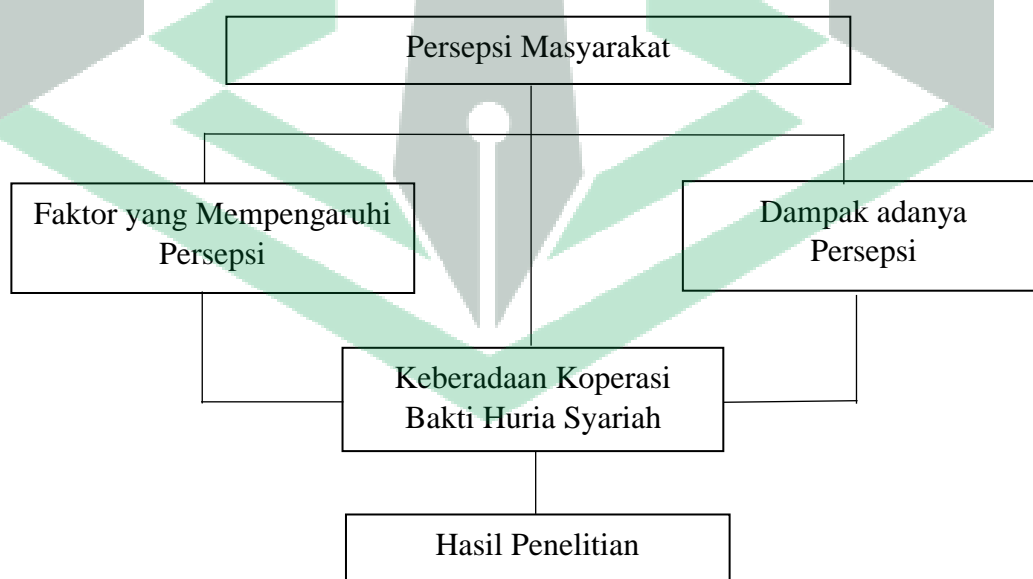 Persepsi Masyarakat
Faktor yang Mempengaruhi
Persepsi
Dampak adanya
Persepsi
Keberadaan Koperasi
Bakti Huria Syariah
Hasil Penelitian